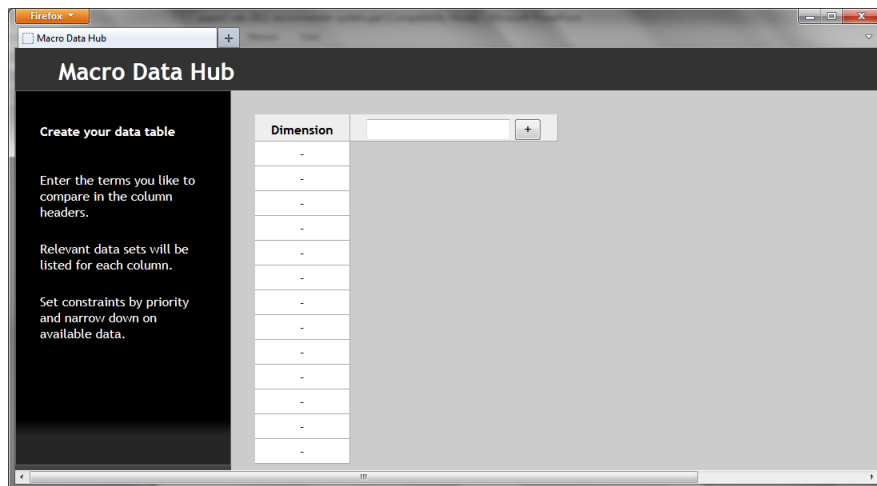 Firefox
Macro Data Hub
+
Macro Data Hub
Create your data table
Enter the terms you like to
compare in the column
headers.
Relevant data sets will be
listed for each column.
Set constraints by priority
and narrow down on
available data.
Dimension
+
-
-
-
-
-
-
-
-
-
-
-
-
-